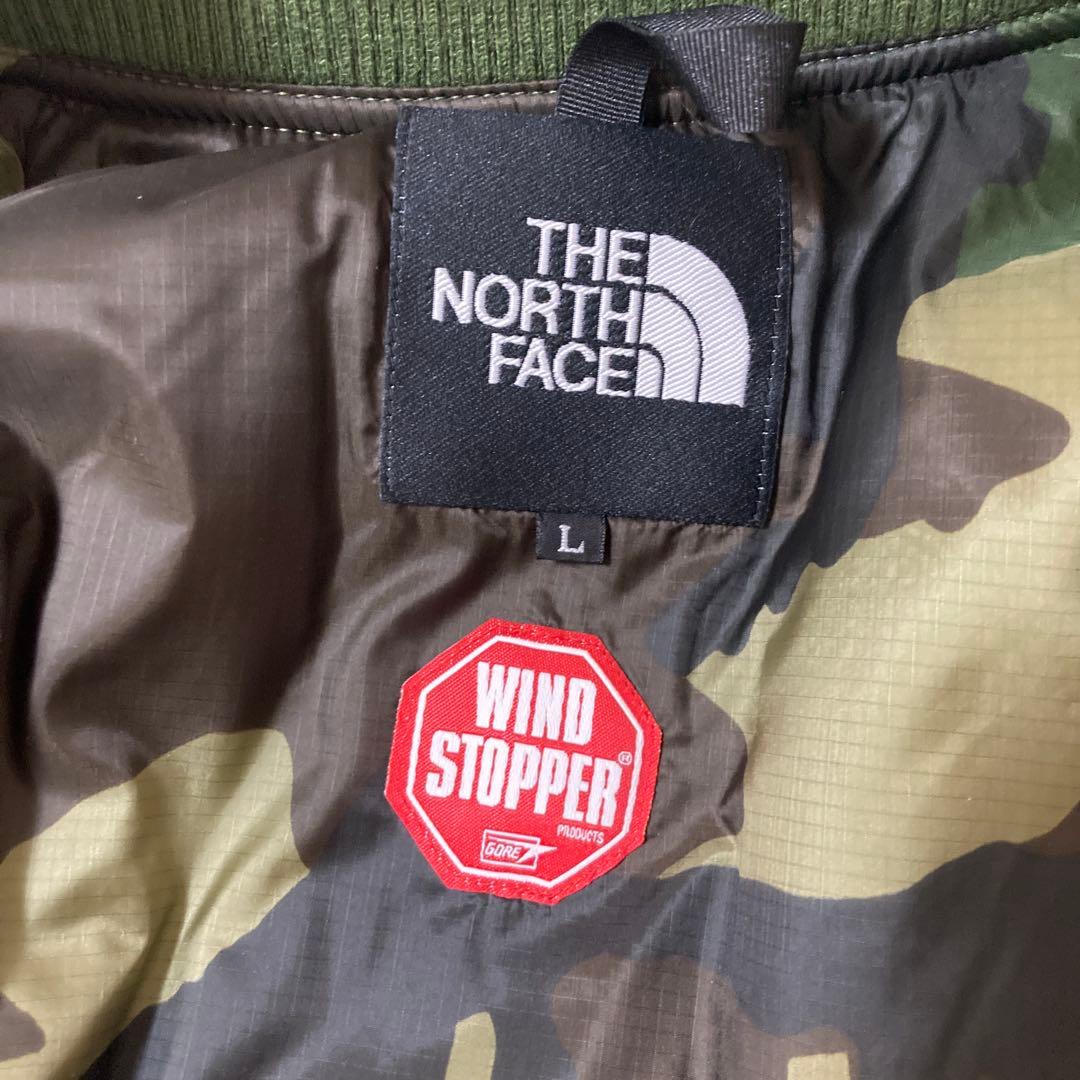 THE
NORTH
FACE
L
WIND
STOPPER®
PRODUCTS
GORE